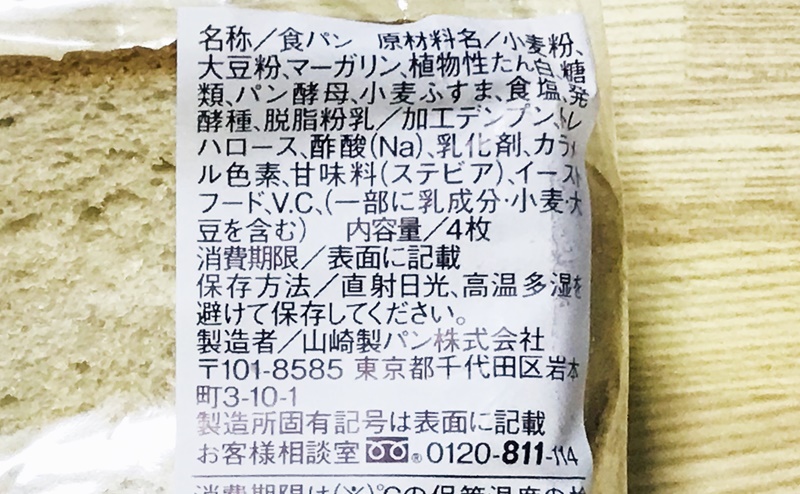 名称／食パン 原材料名／小麦粉、
大豆粉、マーガリン、植物性たん白、糖
類、パン酵母、小麦ふすま、食塩、発
酵種、脱脂粉乳／加工デンプン、トレ
ハロース、酢酸(Na)、乳化剤、カラメ
ル色素、甘味料(ステビア)、イースト
フード、V.C、(一部に乳成分・小麦・大
豆を含む) 内容量／4枚
消費期限／表面に記載
保存方法／直射日光、高温多湿を
避けて保存してください。
製造者／山崎製パン株式会社
〒101-8585 東京都千代田区岩本
町3-10-1
製造所固有記号は表面に記載
お客様相談室 ® 0120-811-114